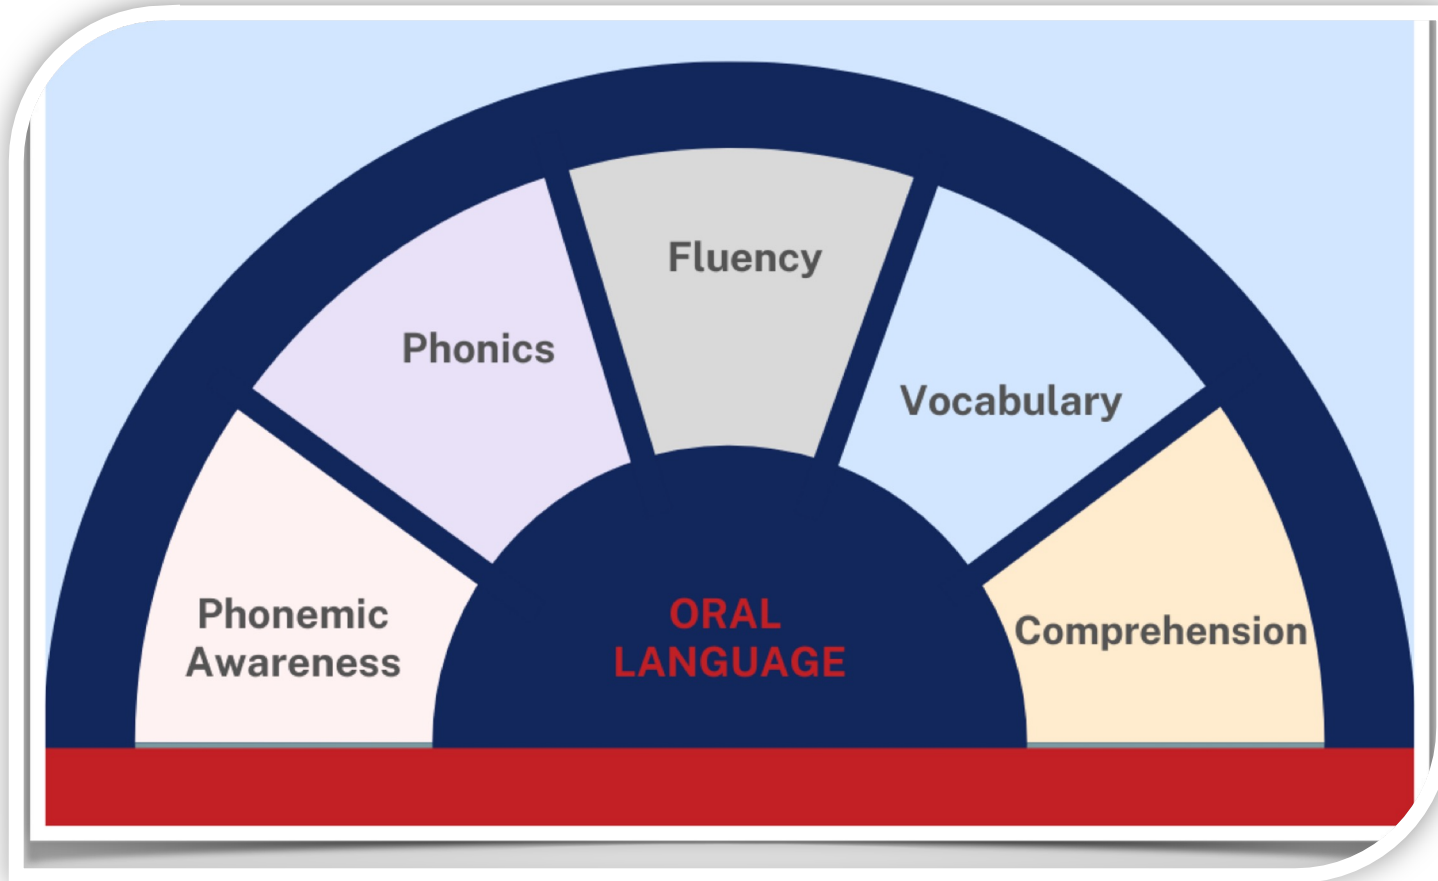 Phonemic
Awareness
Phonics
Fluency
Vocabulary
Comprehension
ORAL
LANGUAGE